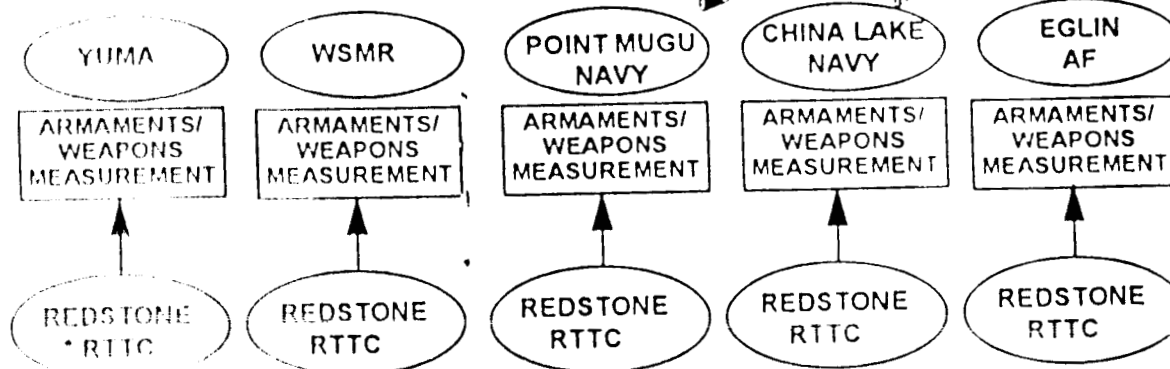 YUMA
WSMR
POINT MUGU
NAVY
CHINA LAKE
NAVY
EGLIN
AF
ARMAMENTS/
WEAPONS
MEASUREMENT
ARMAMENTS/
WEAPONS
MEASUREMENT
ARMAMENTS/
WEAPONS
MEASUREMENT
ARMAMENTS/
WEAPONS
MEASUREMENT
ARMAMENTS/
WEAPONS
MEASUREMENT
REDSTONE
RTTC
REDSTONE
RTTC
REDSTONE
RTTC
REDSTONE
RTTC
REDSTONE
RTTC